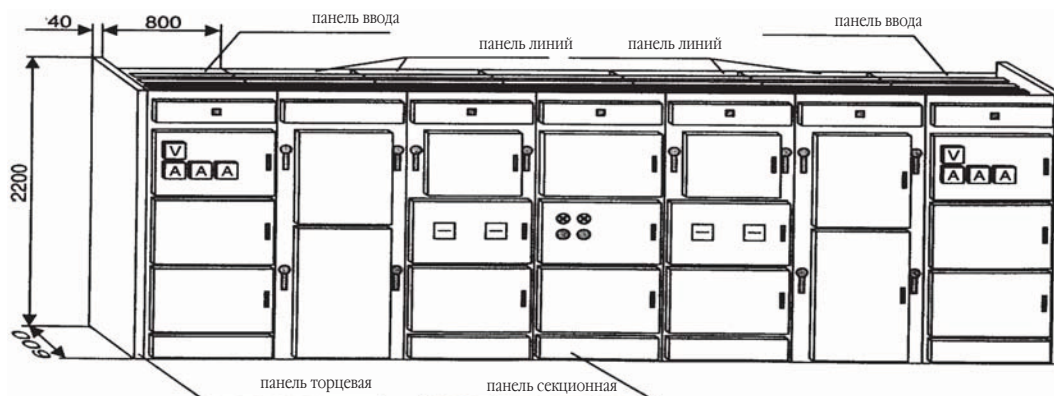 панель ввода
панель ввода
40 800
панель линий панель линий
V
A A A
V
A A A
2200
600
панель торцевая
панель секционная